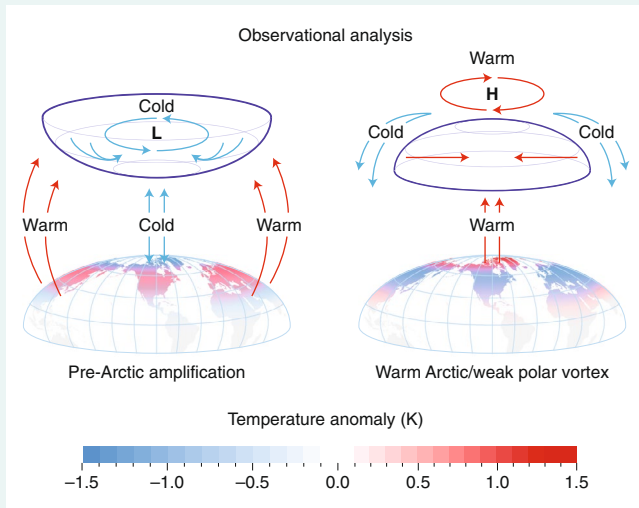 Observational analysis
Cold
L
Warm
Cold
Warm
Pre-Arctic amplification
Warm
H
Cold
Cold
Warm
Warm Arctic/weak polar vortex
Temperature anomaly (K)
−1.5 −1.0 −0.5 0.0 0.5 1.0 1.5